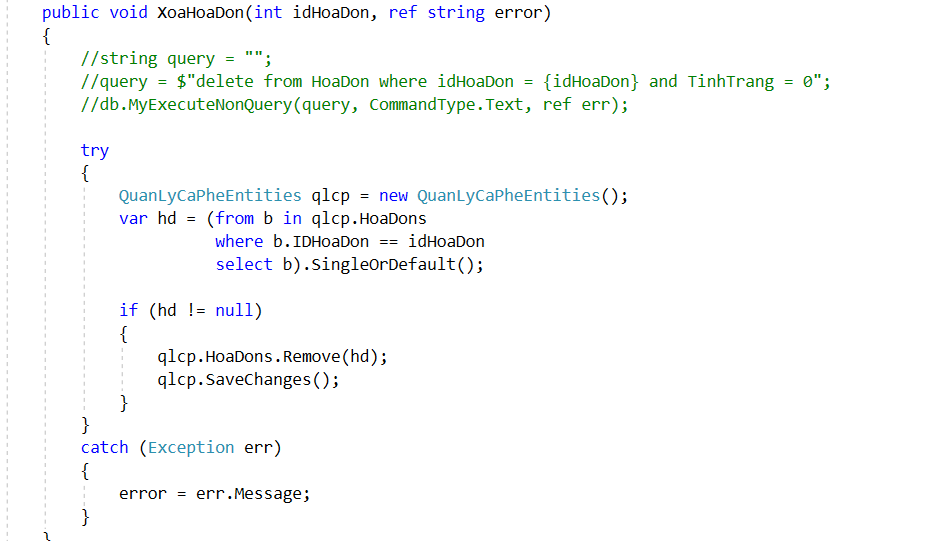 public void XoaHoaDon(int idHoaDon, ref string error)
{
//string query = "";
//query = $"delete from HoaDon where idHoaDon = {idHoaDon} and TinhTrang = 0";
//db.MyExecuteNonQuery(query, CommandType.Text, ref err);
try
{
QuanLyCaPheEntities qlcp = new QuanLyCaPheEntities();
var hd = (from b in qlcp.HoaDons
where b.IDHoaDon == idHoaDon
select b).SingleOrDefault();
if (hd != null)
{
qlcp.HoaDons.Remove(hd);
qlcp.SaveChanges();
}
}
catch (Exception err)
{
error = err.Message;
}
}